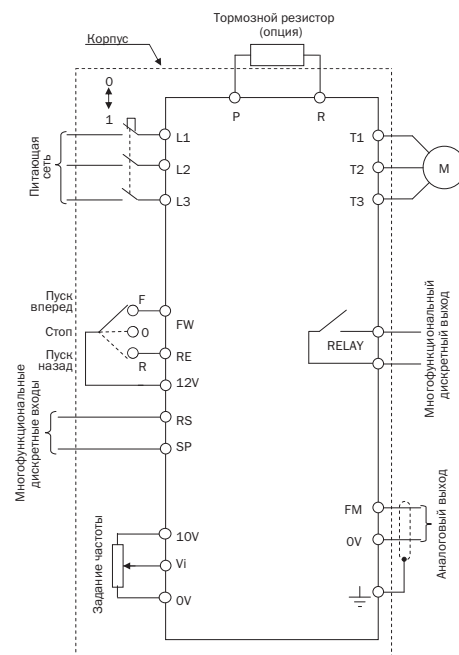 Тормозной резистор
(опция)
Корпус
0
1
P
R
Питающая
сеть
L1
L2
L3
T1
T2
T3
M
Пуск
вперед
F
FW
Стоп
0
Пуск
назад
R
RE
12V
RELAY
Многофункциональный
дискретный выход
Многофункциональные
дискретные входы
RS
SP
Задание частоты
10V
Vi
0V
FM
0V
Аналоговый выход